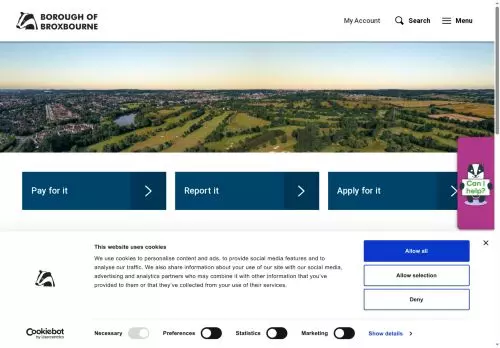 BOROUGH OF
BROXBOURNE
My Account
Search
Menu
Pay for it
Report it
Apply for it
Can I
help?
This website uses cookies
We use cookies to personalise content and ads, to provide social media features and to
analyse our traffic. We also share information about your use of our site with our social media,
advertising and analytics partners who may combine it with other information that you've
provided to them or that they've collected from your use of their services.
Allow all
Allow selection
Deny
Cookiebot
by Usercentrics
Necessary
Preferences
Statistics
Marketing
Show details